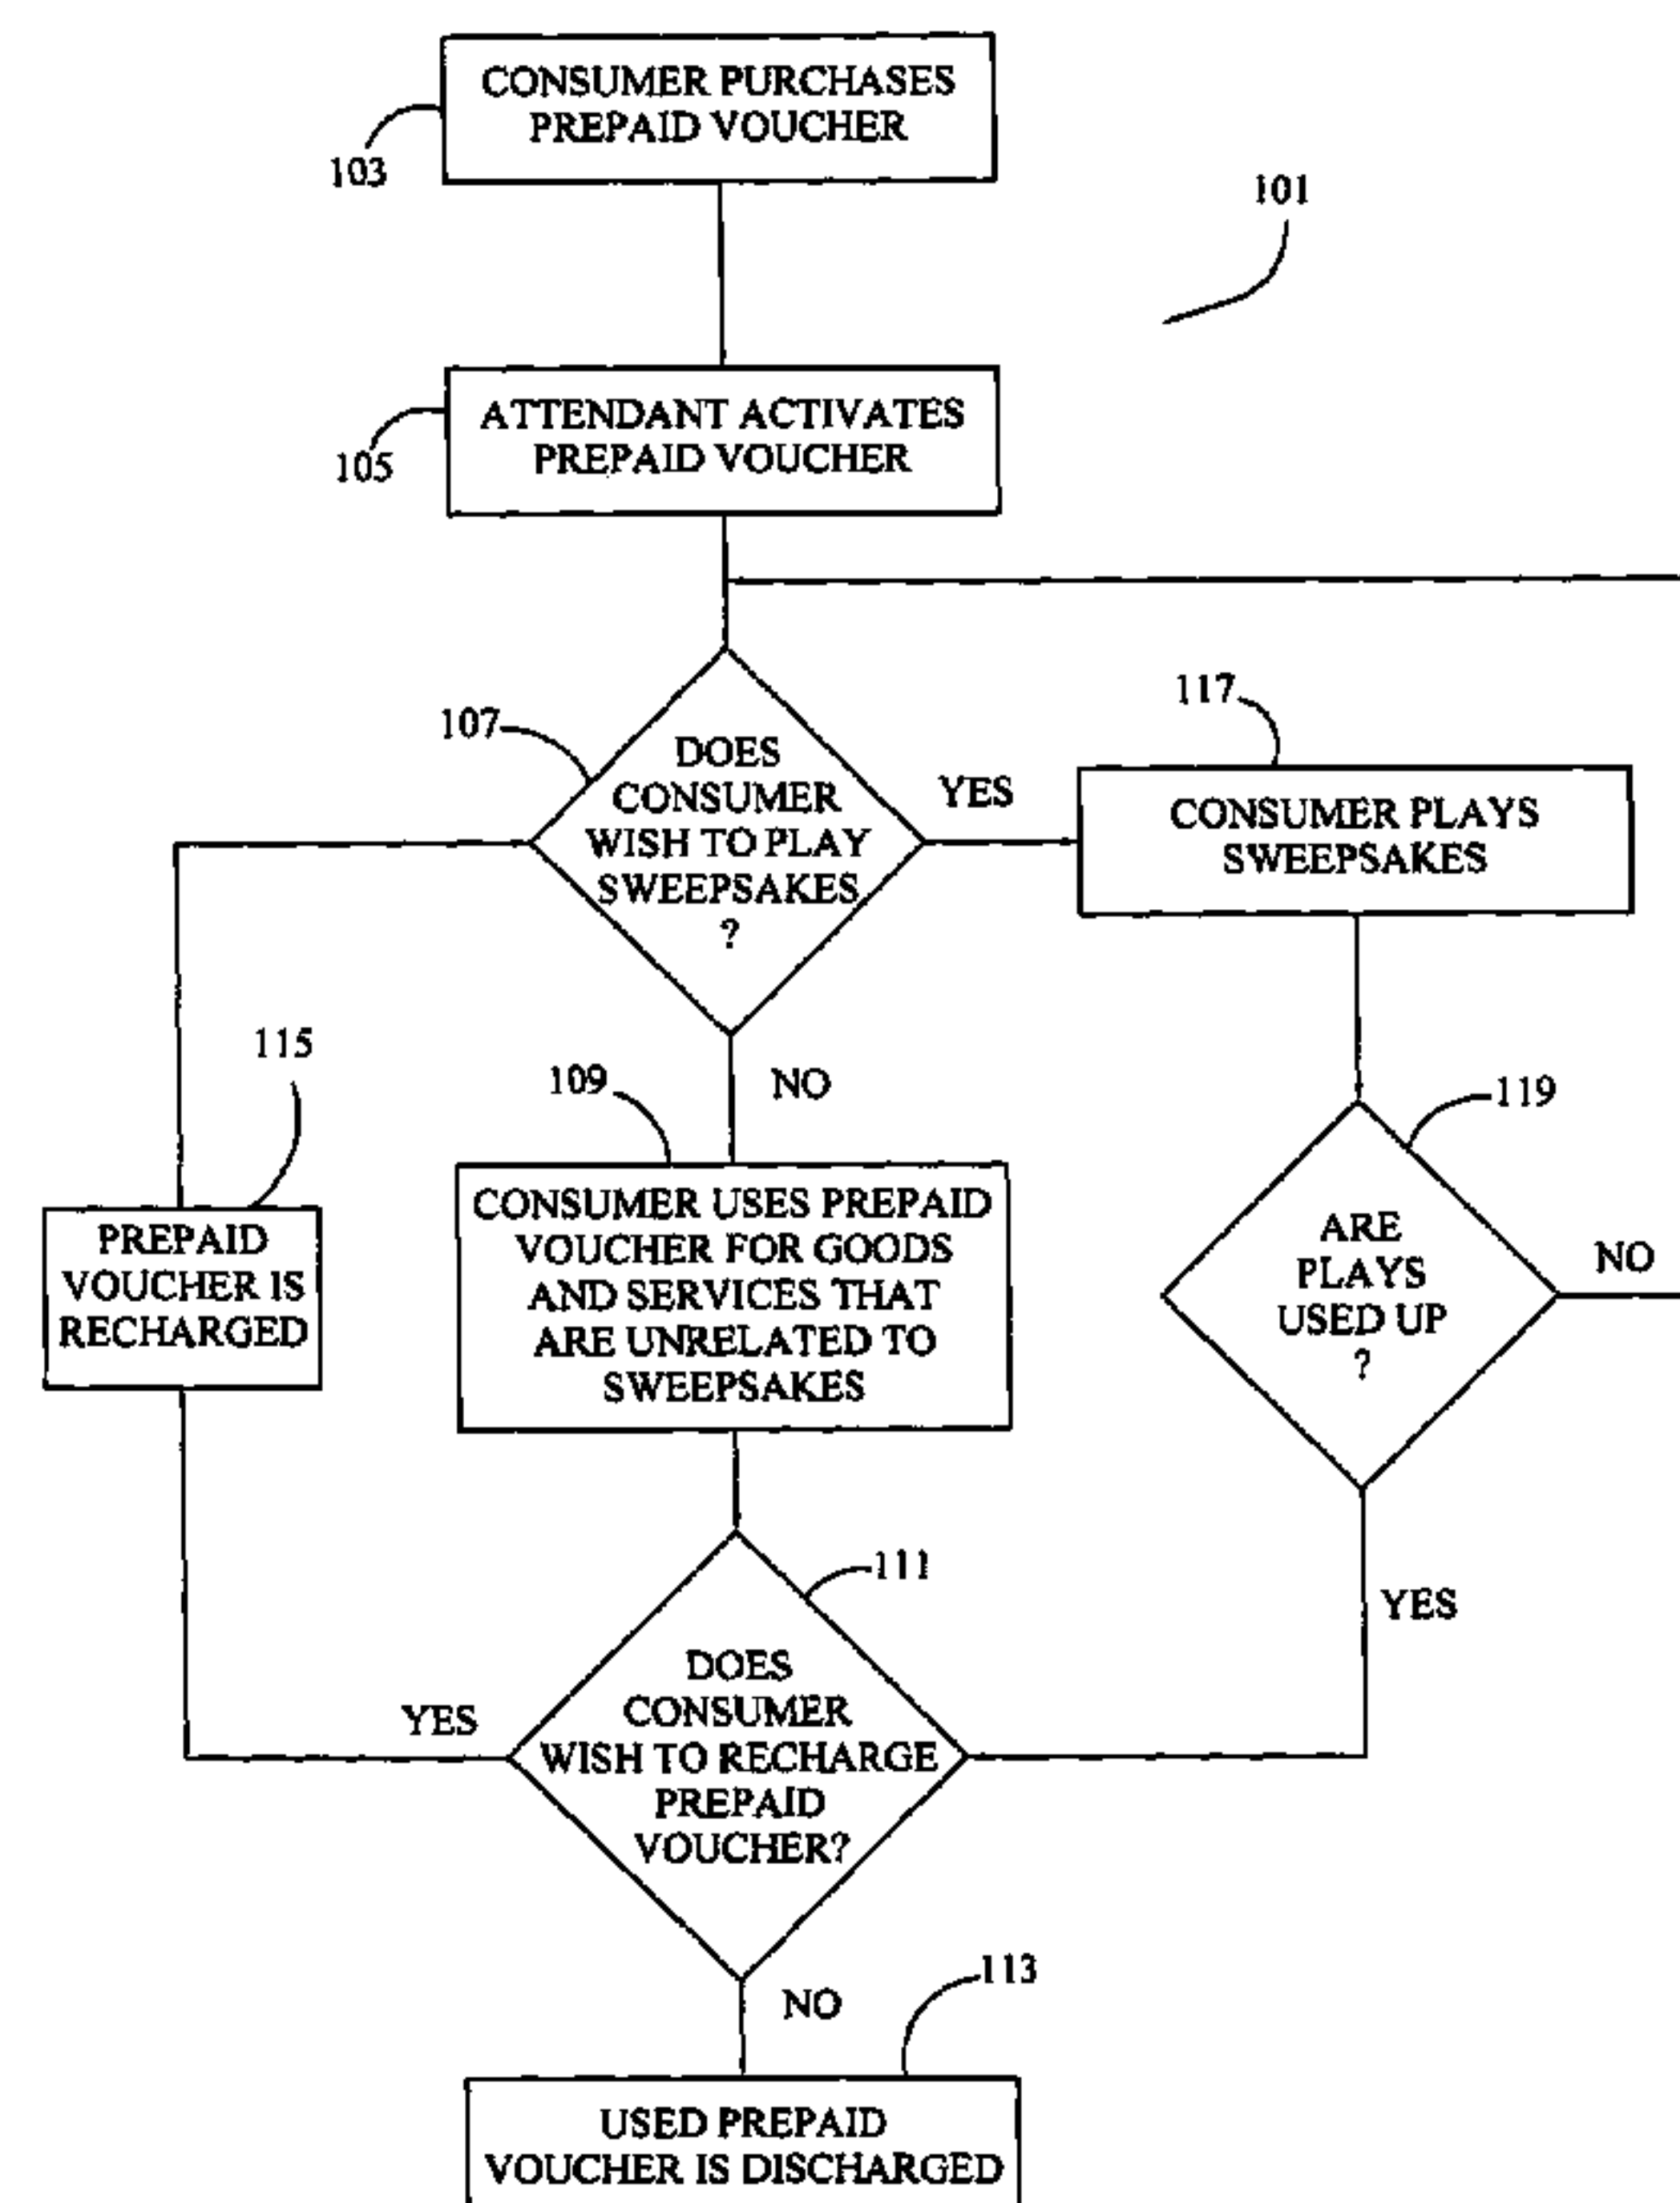 CONSUMER PURCHASES
PREPAID VOUCHER
103
101
ATTENDANT ACTIVATES
PREPAID VOUCHER
105
107
DOES
CONSUMER
WISH TO PLAY
SWEEPSAKES
?
YES
117
CONSUMER PLAYS
SWEEPSAKES
NO
115
PREPAID
VOUCHER IS
RECHARGED
109
CONSUMER USES PREPAID
VOUCHER FOR GOODS
AND SERVICES THAT
ARE UNRELATED TO
SWEEPSAKES
119
ARE
PLAYS
USED UP
?
NO
YES
111
DOES
CONSUMER
WISH TO RECHARGE
PREPAID
VOUCHER?
YES
NO
113
USED PREPAID
VOUCHER IS DISCHARGED